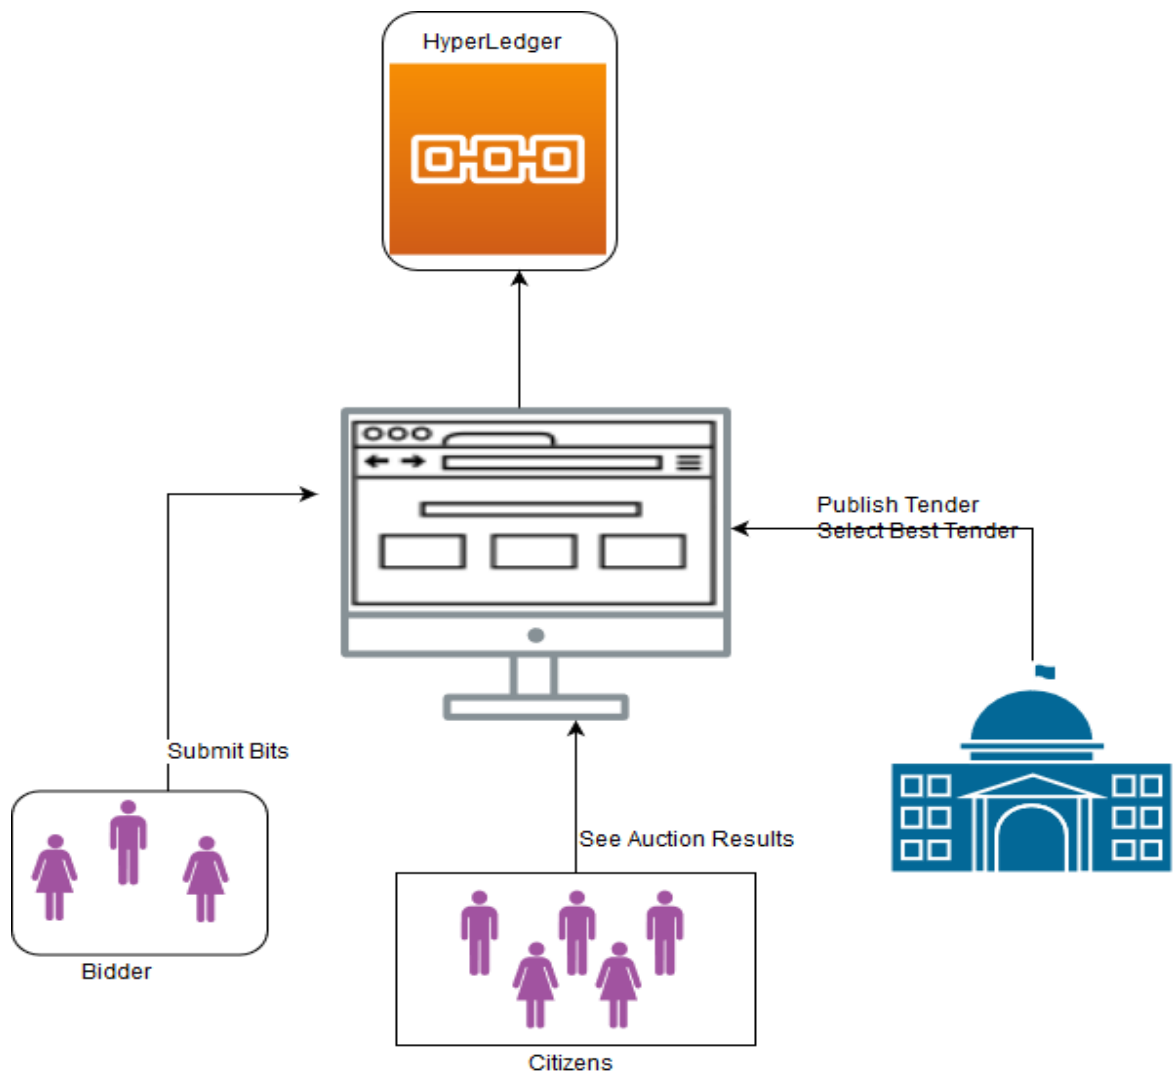 HyperLedger
Publish Tender
Select Best Tender
Submit Bits
See Auction Results
Bidder
Citizens